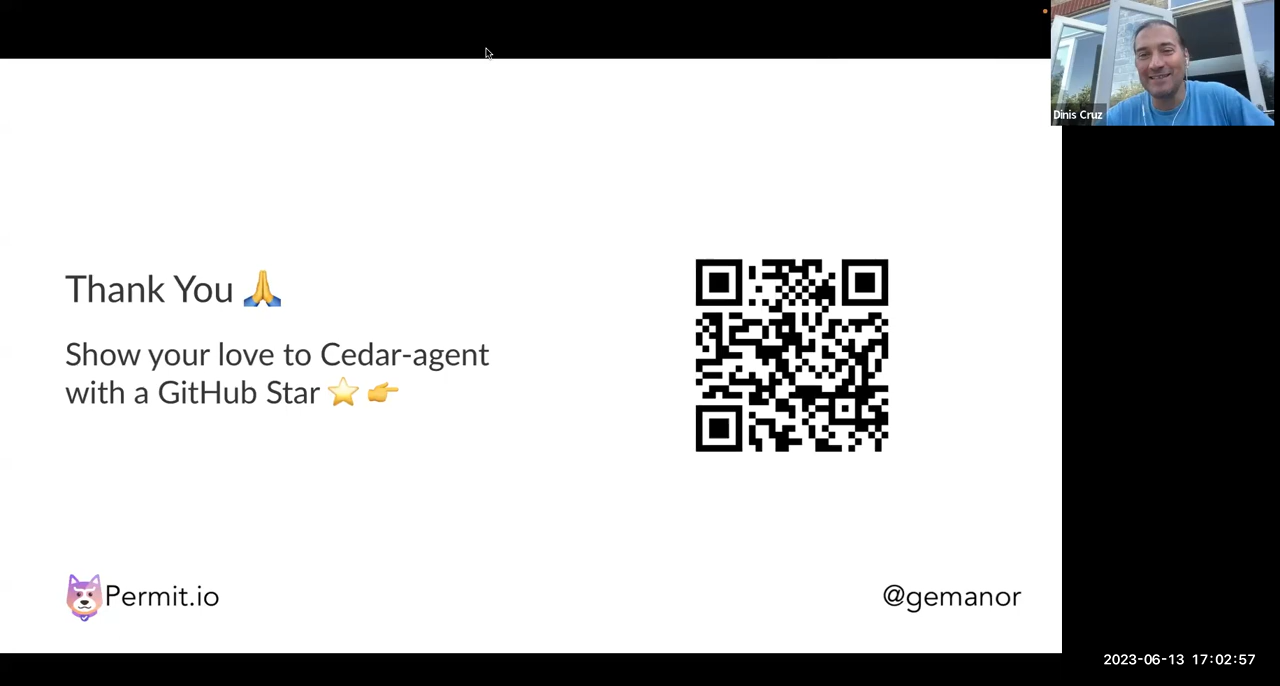 Dinis Cruz
Thank You 🙏
Show your love to Cedar-agent
with a GitHub Star ⭐ 👉
Permit.io
@gemanor
2023-06-13 17:02:57